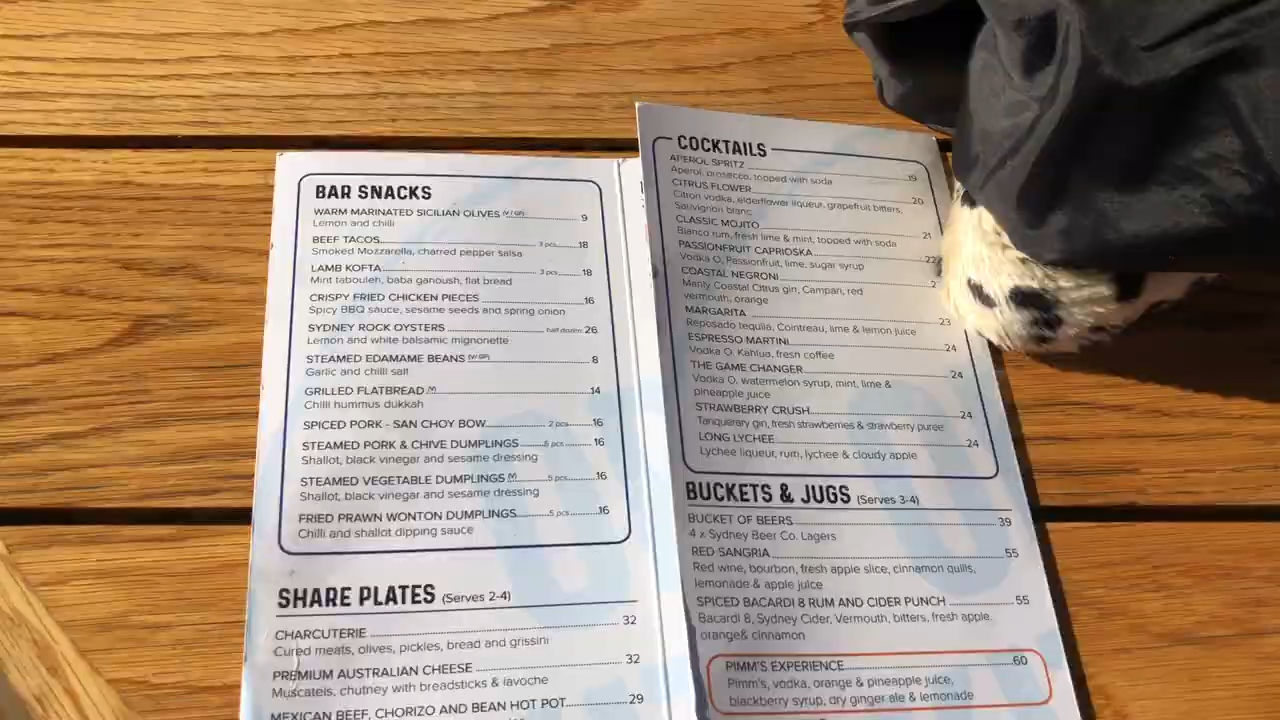 BAR SNACKS
WARM MARINATED SICILIAN OLIVES (V/GF) 9
Lemon and chilli
BEEF TACOS 3 pcs 18
Smoked Mozzarella, charred pepper salsa
LAMB KOFTA 3 pcs 18
Mint tabouleh, baba ganoush, flat bread
CRISPY FRIED CHICKEN PIECES 16
Spicy BBQ sauce, sesame seeds and spring onion
SYDNEY ROCK OYSTERS half dozen 26
Lemon and white balsamic mignonette
STEAMED EDAMAME BEANS (V/GF) 8
Garlic and chilli salt
GRILLED FLATBREAD (V) 14
Chilli hummus dukkah
SPICED PORK - SAN CHOY BOW 2 pcs 16
STEAMED PORK & CHIVE DUMPLINGS 5 pcs 16
Shallot, black vinegar and sesame dressing
STEAMED VEGETABLE DUMPLINGS (V) 5 pcs 16
Shallot, black vinegar and sesame dressing
FRIED PRAWN WONTON DUMPLINGS 5 pcs 16
Chilli and shallot dipping sauce
SHARE PLATES (Serves 2-4)
CHARCUTERIE 32
Cured meats, olives, pickles, bread and grissini
PREMIUM AUSTRALIAN CHEESE 32
Muscatels, chutney with breadsticks & lavoche
MEXICAN BEEF, CHORIZO AND BEAN HOT POT 29
COCKTAILS
APEROL SPRITZ 19
Aperol, prosecco, topped with soda
CITRUS FLOWER 20
Citron vodka, elderflower liqueur, grapefruit bitters,
Sauvignon blanc
CLASSIC MOJITO 21
Bianco rum, fresh lime & mint, topped with soda
PASSIONFRUIT CAPRIOSKA 22
Vodka O, Passionfruit, lime, sugar syrup
COASTAL NEGRONI 2
Manly Coastal Citrus gin, Campari, red
vermouth, orange
MARGARITA 23
Reposado tequila, Cointreau, lime & lemon juice
ESPRESSO MARTINI 24
Vodka O, Kahlua, fresh coffee
THE GAME CHANGER 24
Vodka O, watermelon syrup, mint, lime &
pineapple juice
STRAWBERRY CRUSH 24
Tanqueray gin, fresh strawberries & strawberry puree
LONG LYCHEE 24
Lychee liqueur, rum, lychee & cloudy apple
BUCKETS & JUGS (Serves 3-4)
BUCKET OF BEERS 39
4 x Sydney Beer Co. Lagers
RED SANGRIA 55
Red wine, bourbon, fresh apple slice, cinnamon quills,
lemonade & apple juice
SPICED BACARDI 8 RUM AND CIDER PUNCH 55
Bacardi 8, Sydney Cider, Vermouth, bitters, fresh apple,
orange& cinnamon
PIMM'S EXPERIENCE 60
Pimm's, vodka, orange & pineapple juice,
blackberry syrup, dry ginger ale & lemonade